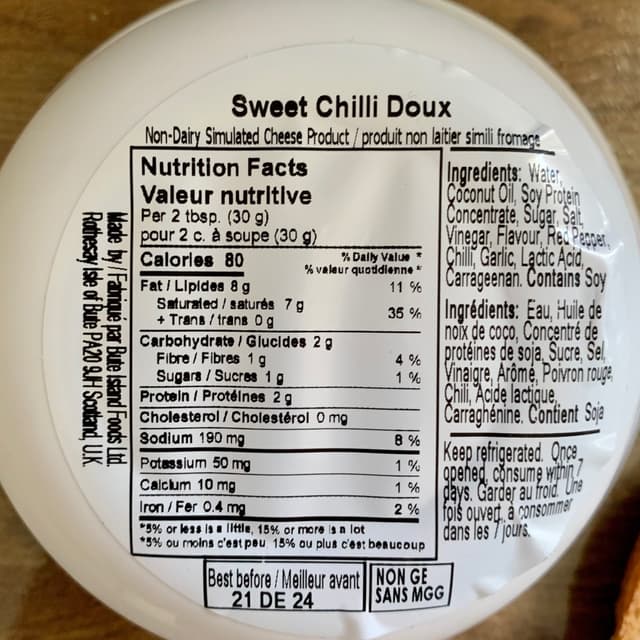 Sweet Chilli Doux
Non-Dairy Simulated Cheese Product / produit non laitier simili fromage
Nutrition Facts
Valeur nutritive
Per 2 tbsp. (30 g)
pour 2 c. à soupe (30 g)
Calories 80
% Daily Value *
% valeur quotidienne *
Fat / Lipides 8 g 11 %
Saturated / saturés 7 g
+ Trans / trans 0 g 35 %
Carbohydrate / Glucides 2 g
Fibre / Fibres 1 g 4 %
Sugars / Sucres 1 g 1 %
Protein / Protéines 2 g
Cholesterol / Cholestérol 0 mg
Sodium 190 mg 8 %
Potassium 50 mg 1 %
Calcium 10 mg 1 %
Iron / Fer 0.4 mg 2 %
*5% or less is a little, 15% or more is a lot
*5% ou moins c'est peu, 15% ou plus c'est beaucoup
Ingredients: Water,
Coconut Oil, Soy Protein
Concentrate, Sugar, Salt,
Vinegar, Flavour, Red Pepper,
Chilli, Garlic, Lactic Acid,
Carrageenan. Contains Soy
Ingrédients: Eau, Huile de
noix de coco, Concentré de
protéines de soja, Sucre, Sel,
Vinaigre, Arôme, Poivron rouge,
Chili, Acide lactique,
Carraghénine. Contient Soja
Keep refrigerated. Once
opened, consume within 7
days. Garder au froid. Une
fois ouvert, à consommer
dans les 7 jours.
Made by / Fabriqué par Bute Island Foods Ltd.
Rothesay Isle of Bute PA20 9JH Scotland, U.K.
Best before / Meilleur avant
21 DE 24
NON GE
SANS MGG